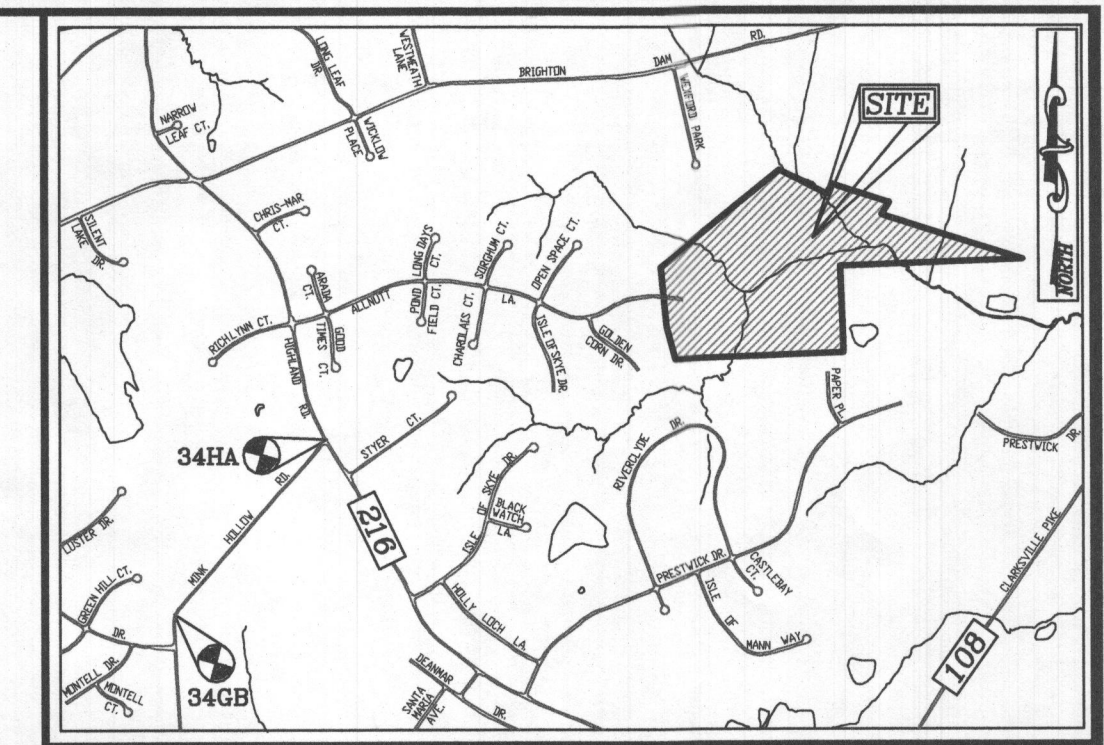 LONG LEAF
DR.
WESTMEATH
LANE
BRIGHTON
DAM
RD.
SITE
NARROW
LEAF CT.
WICKLOW
PLACE
WEXFORD PARK
NORTH
SILENT
LAKE DR.
CHRIS-MAR
CT.
ARADA
CT.
LONG DAYS
CT.
SORGHUM CT.
OPEN SPACE CT.
ALLNOTT
LA.
POND
FIELD CT.
CHAROLAIS CT.
ISLE OF SKYE DR.
GOLDEN
CORN DR.
RICHLYNN CT.
GOOD
TIMES CT.
HIGHLAND
RD.
PAPER PL.
STYER CT.
34HA
RIVERCLYDE DR.
PRESTWICK DR.
ISLE OF SKYE DR.
BLACK
WATCH
LA.
216
MINK HOLLOW RD.
LUSTER DR.
CLARKSVILLE PIKE
GREEN HILL CT.
DR.
PRESTWICK DR.
CASTLEBAY
CT.
HOLLY LOCH LA.
ISLE OF MANN WAY
108
MONTELL DR.
MONTELL
CT.
34GB
DEANMAR DR.
SANTA
MARIA
AVE.